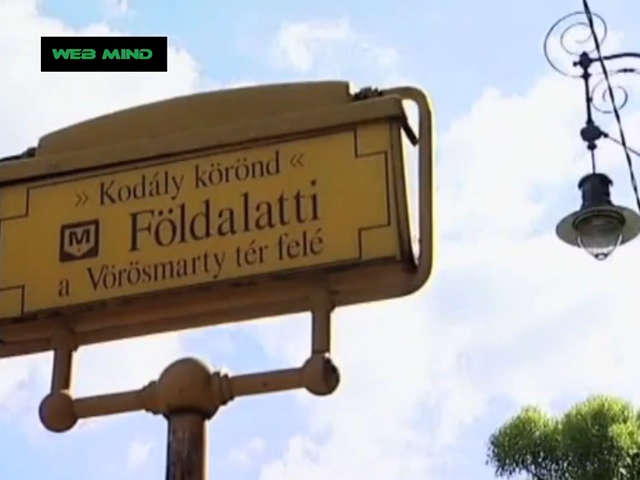 WEB MIND
» Kodály körönd «
M Földalatti
a Vörösmarty tér felé